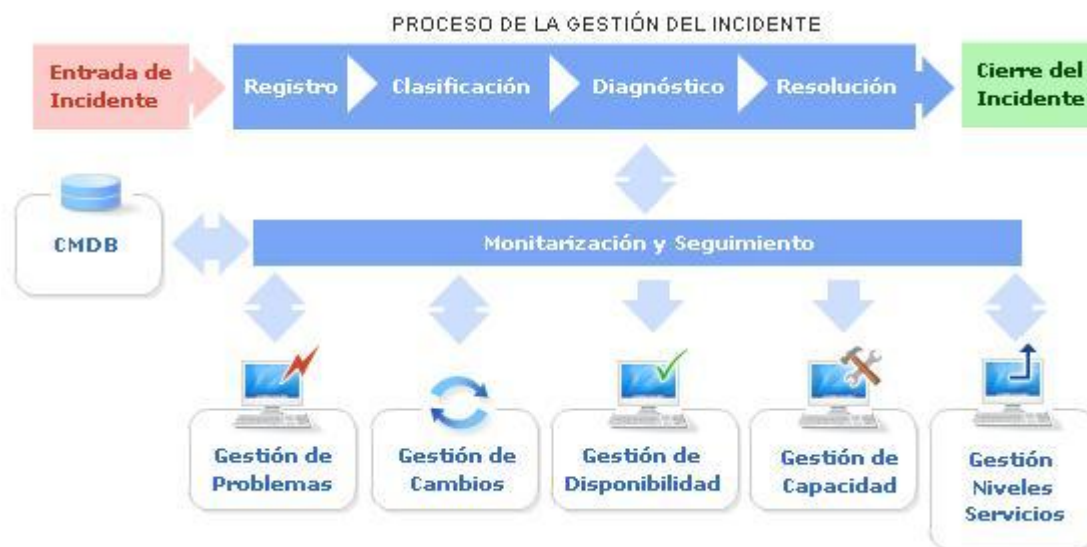 PROCESO DE LA GESTIÓN DEL INCIDENTE
Entrada de
Incidente
Registro
Clasificación
Diagnóstico
Resolución
Cierre del
Incidente
CMDB
Monitarización y Seguimiento
Gestión de
Problemas
Gestión de
Cambios
Gestión de
Disponibilidad
Gestión de
Capacidad
Gestión
Niveles
Servicios